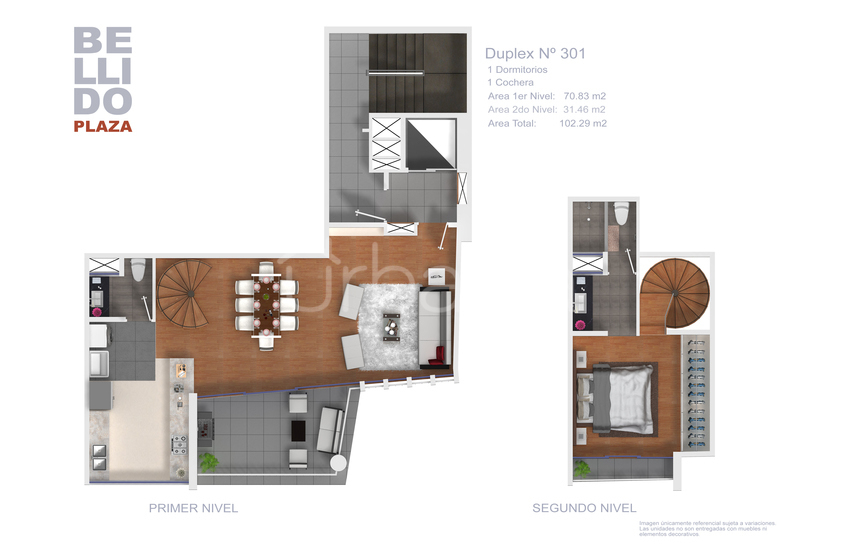 BE
LLI
DO
PLAZA
Duplex Nº 301
1 Dormitorios
1 Cochera
Area 1er Nivel: 70.83 m2
Area 2do Nivel: 31.46 m2
Area Total: 102.29 m2
Urba
PRIMER NIVEL
SEGUNDO NIVEL
Imagen únicamente referencial sujeta a variaciones
Las unidades no son entregadas con muebles ni
elementos decorativos.